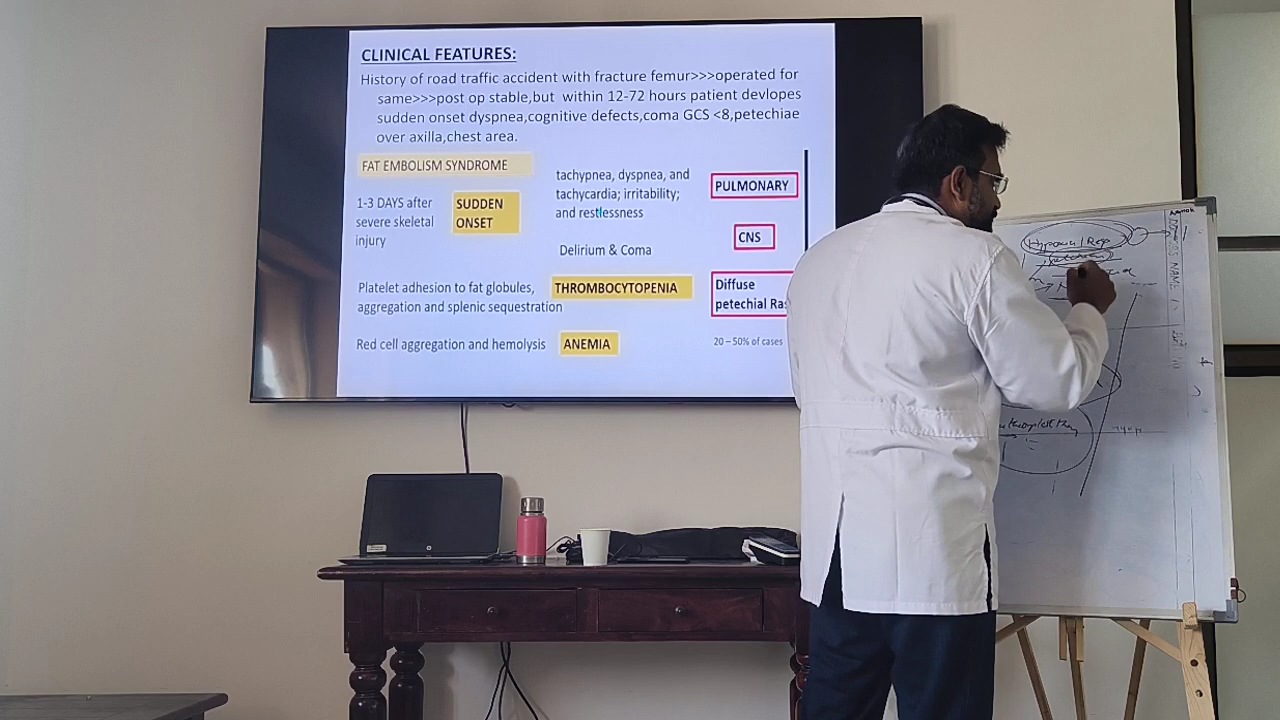 CLINICAL FEATURES:
History of road traffic accident with fracture femur>>>operated for
same>>>post op stable,but within 12-72 hours patient devlopes
sudden onset dyspnea,cognitive defects,coma GCS <8,petechiae
over axilla,chest area.
FAT EMBOLISM SYNDROME
1-3 DAYS after
severe skeletal
injury
SUDDEN
ONSET
tachypnea, dyspnea, and
tachycardia; irritability;
and restlessness
PULMONARY
Delirium & Coma
CNS
Platelet adhesion to fat globules,
aggregation and splenic sequestration
THROMBOCYTOPENIA
Diffuse
petechial Ras
Red cell aggregation and hemolysis
ANEMIA
20 – 50% of cases